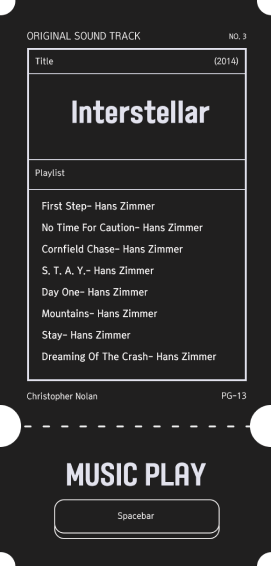 ORIGINAL SOUND TRACK NO. 3
Title (2014)
Interstellar
Playlist
First Step- Hans Zimmer
No Time For Caution- Hans Zimmer
Cornfield Chase- Hans Zimmer
S. T. A. Y.- Hans Zimmer
Day One- Hans Zimmer
Mountains- Hans Zimmer
Stay- Hans Zimmer
Dreaming Of The Crash- Hans Zimmer
Christopher Nolan PG-13
MUSIC PLAY
Spacebar